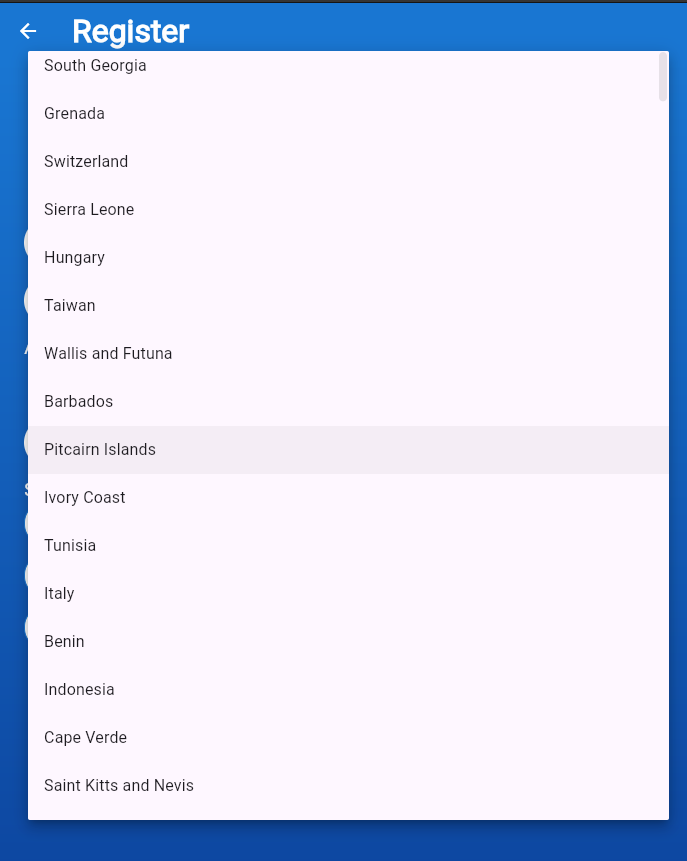 Register
South Georgia
Grenada
Switzerland
Sierra Leone
Hungary
Taiwan
Wallis and Futuna
Barbados
Pitcairn Islands
Ivory Coast
Tunisia
Italy
Benin
Indonesia
Cape Verde
Saint Kitts and Nevis